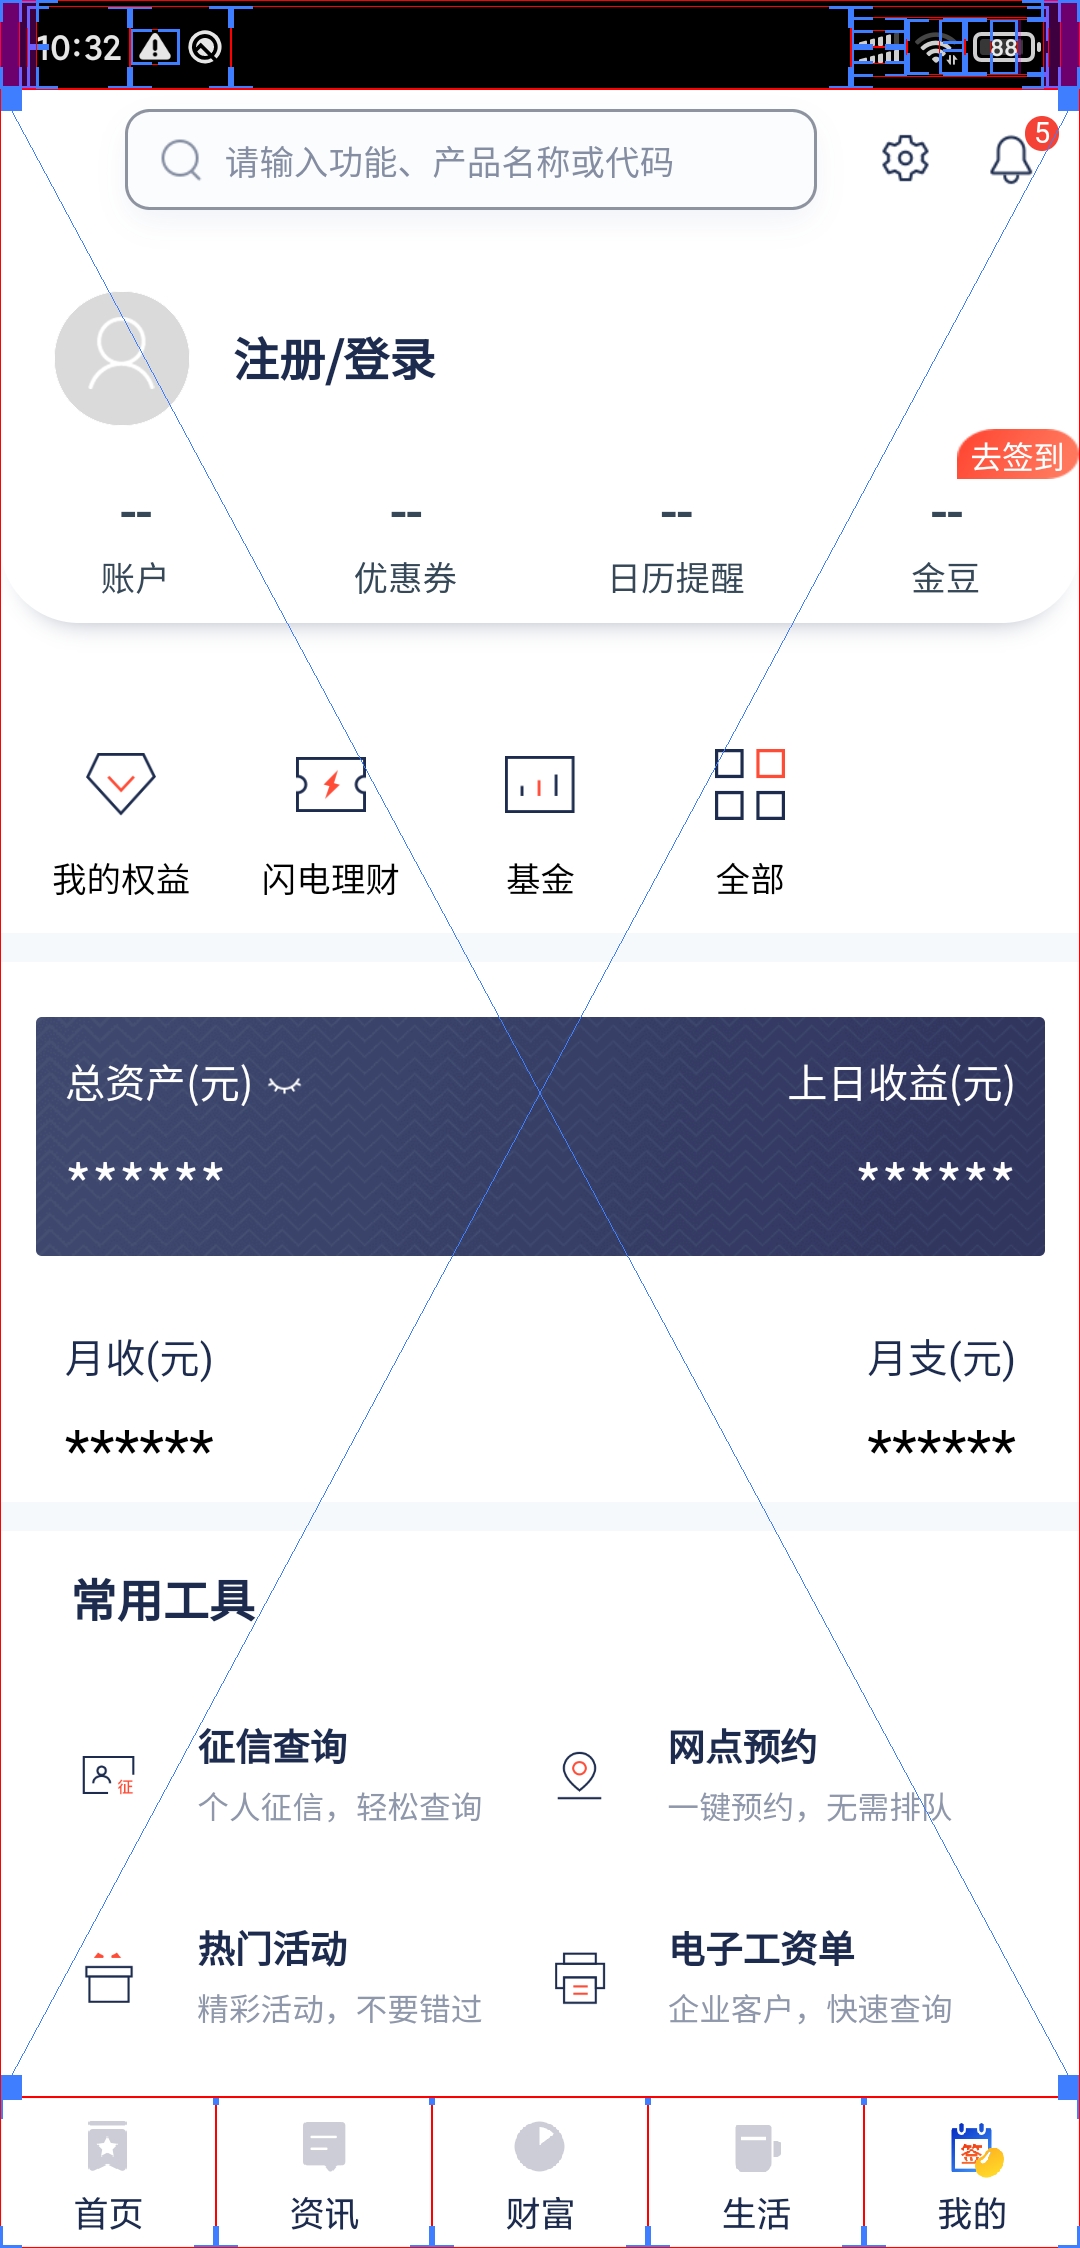 10:32
88
请输入功能、产品名称或代码
5
注册/登录
去签到
-- -- -- --
账户 优惠券 日历提醒 金豆
我的权益 闪电理财 基金 全部
总资产(元) 上日收益(元)
****** ******
月收(元) 月支(元)
****** ******
常用工具
征信查询 网点预约
征
个人征信，轻松查询 一键预约，无需排队
热门活动 电子工资单
精彩活动，不要错过 企业客户，快速查询
签
首页 资讯 财富 生活 我的